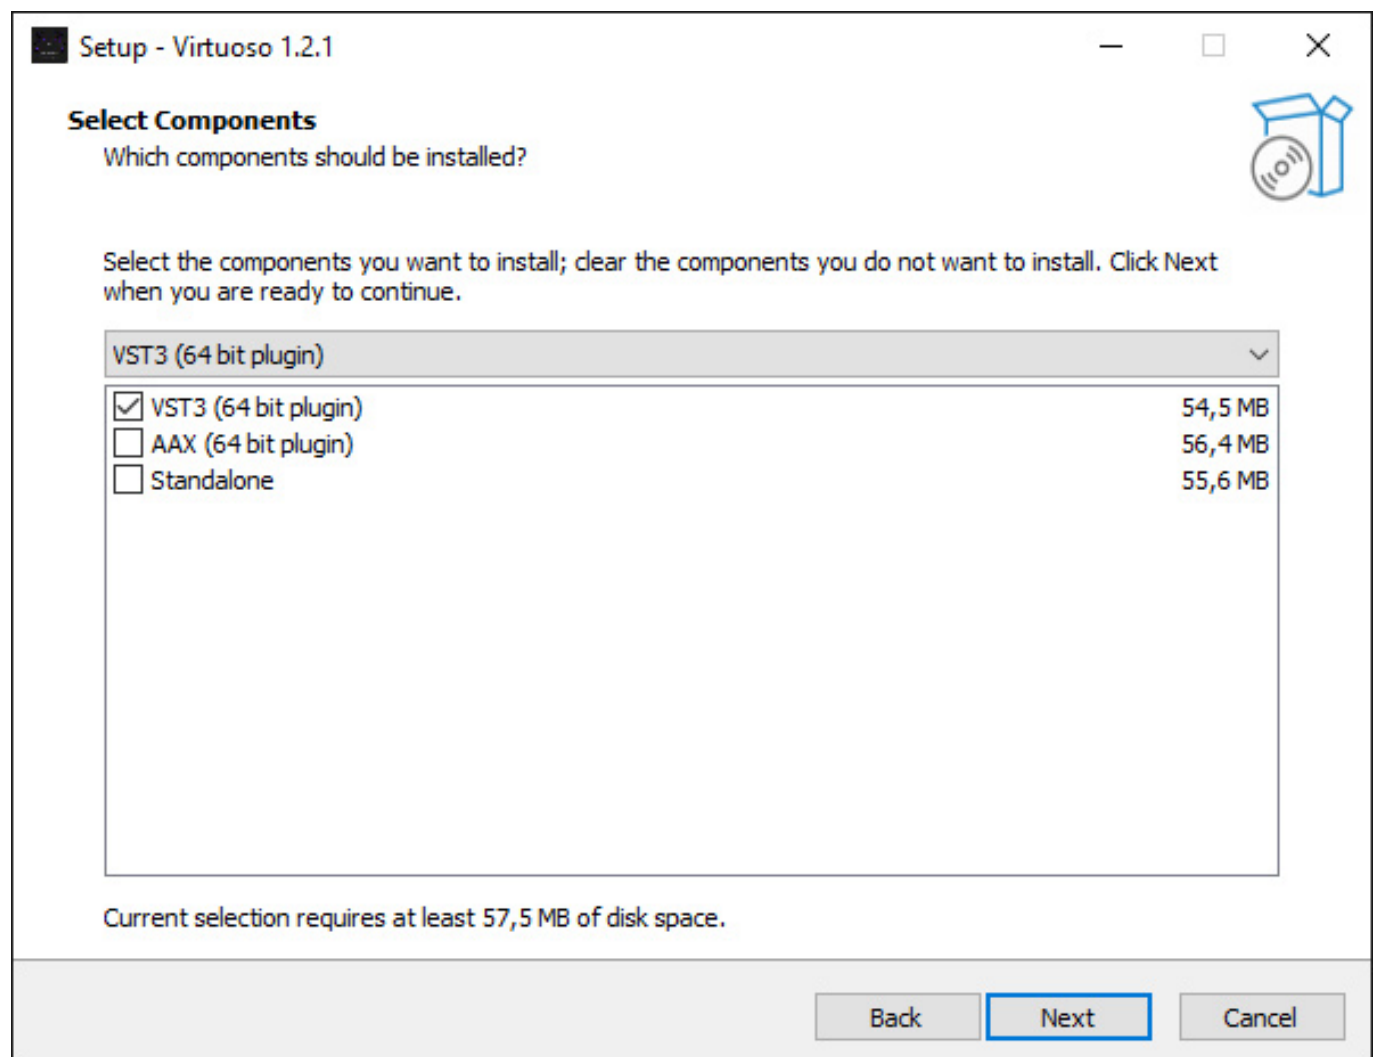 Setup - Virtuoso 1.2.1
Select Components
Which components should be installed?
Select the components you want to install; clear the components you do not want to install. Click Next
when you are ready to continue.
VST3 (64 bit plugin)
VST3 (64 bit plugin) 54,5 MB
AAX (64 bit plugin) 56,4 MB
Standalone 55,6 MB
Current selection requires at least 57,5 MB of disk space.
Back Next Cancel